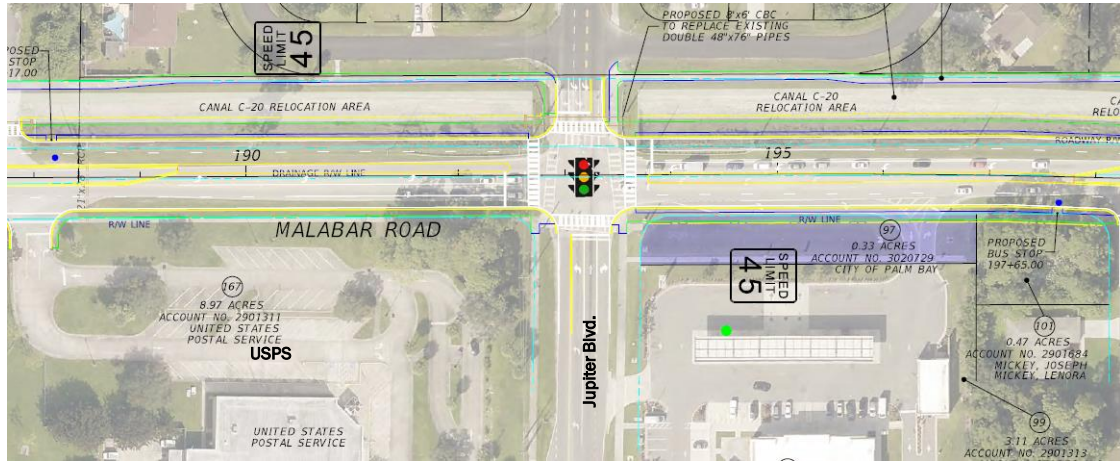 PROPOSED 8'x6' CBC
TO REPLACE EXISTING
DOUBLE 48"x76" PIPES
SPEED
LIMIT
45
OSED
STOP
17.00
CANAL C-20 RELOCATION AREA
CANAL C-20
RELOCATION AREA
CA
RELO
ROADWAY R/W
190
195
DRAINAGE R/W LINE
R/W LINE
R/W LINE
MALABAR ROAD
97
0.33 ACRES
ACCOUNT NO. 3020729
CITY OF PALM BAY
PROPOSED
BUS STOP
197+65.00
SPEED
LIMIT
45
167
8.97 ACRES
ACCOUNT NO. 2901311
UNITED STATES
POSTAL SERVICE
USPS
Jupiter Blvd.
101
0.47 ACRES
ACCOUNT NO. 2901684
MICKEY, JOSEPH
MICKEY, LENORA
UNITED STATES
POSTAL SERVICE
99
3.11 ACRES
ACCOUNT NO. 2901313